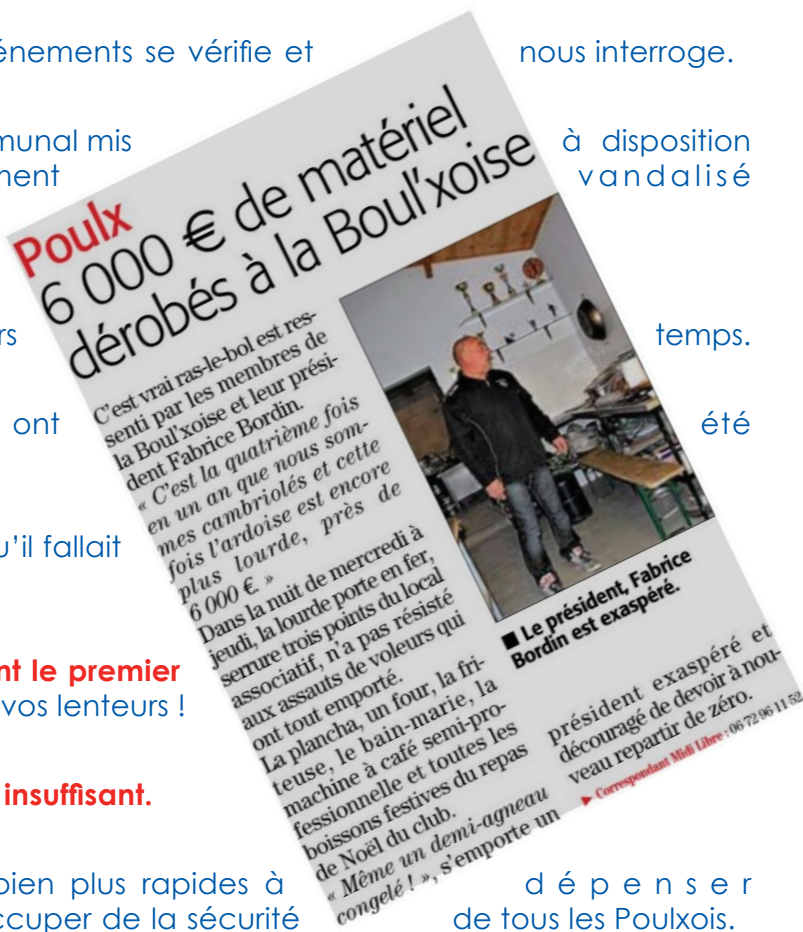 énements se vérifie et nous interroge.
munal mis à disposition
ment vandalisé
rs temps.
ont été
u’il fallait
nt le premier
vos lenteurs !
insuffisant.
bien plus rapides à dépenser
ccuper de la sécurité de tous les Poulxois.
Poulx
6 000 € de matériel
dérobés à la Boul’xoise
C’est vrai ras-le-bol est res-
senti par les membres de
la Boul’xoise et leur prési-
dent Fabrice Bordin.
« C’est la quatrième fois
en un an que nous som-
mes cambriolés et cette
fois l’ardoise est encore
plus lourde, près de
6 000 €. »
Dans la nuit de mercredi à
jeudi, la lourde porte en fer,
serrure trois points du local
associatif, n’a pas résisté
aux assauts de voleurs qui
ont tout emporté.
La plancha, un four, la fri-
teuse, le bain-marie, la
machine à café semi-pro-
fessionnelle et toutes les
boissons festives du repas
de Noël du club.
« Même un demi-agneau
congelé ! », s’emporte un
■ Le président, Fabrice
Bordin est exaspéré.
président exaspéré et
découragé de devoir à nou-
veau repartir de zéro.
► Correspondant Midi Libre : 06 72 96 11 52